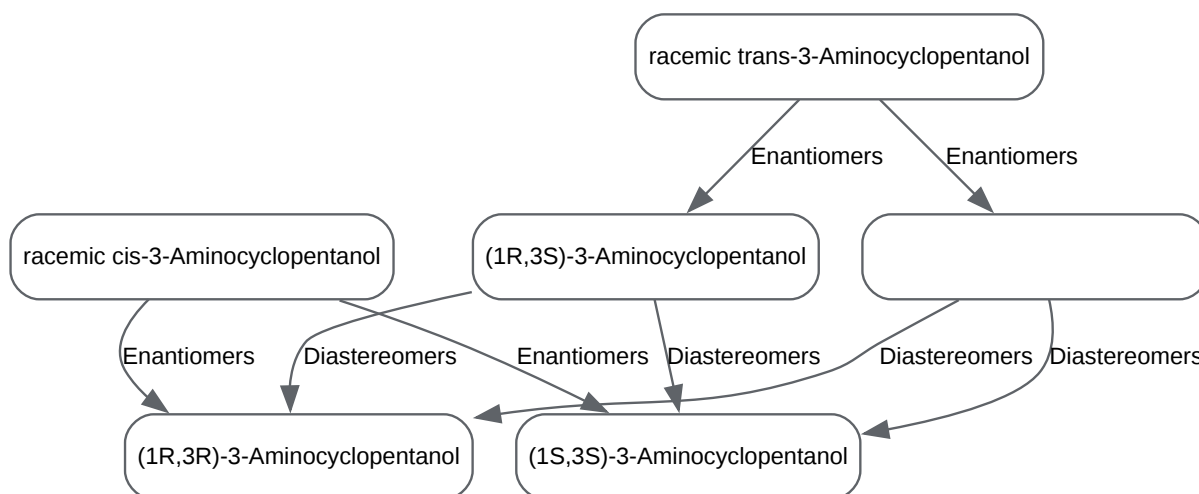 racemic trans-3-Aminocyclopentanol
Enantiomers
Enantiomers
racemic cis-3-Aminocyclopentanol
(1R,3S)-3-Aminocyclopentanol
Enantiomers
Diastereomers
Enantiomers
Diastereomers
Diastereomers
Diastereomers
(1R,3R)-3-Aminocyclopentanol
(1S,3S)-3-Aminocyclopentanol